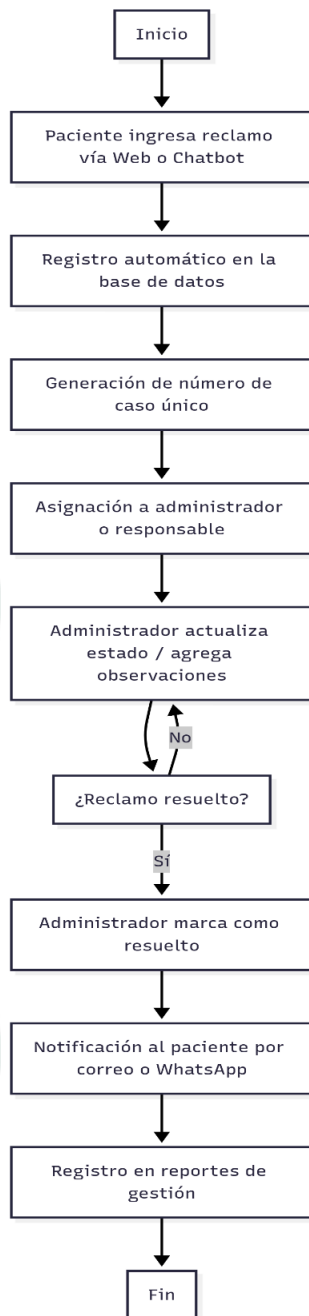 Inicio
Paciente ingresa reclamo
vía Web o Chatbot
Registro automático en la
base de datos
Generación de número de
caso único
Asignación a administrador
o responsable
Administrador actualiza
estado / agrega
observaciones
No
¿Reclamo resuelto?
Sí
Administrador marca como
resuelto
Notificación al paciente por
correo o WhatsApp
Registro en reportes de
gestión
Fin